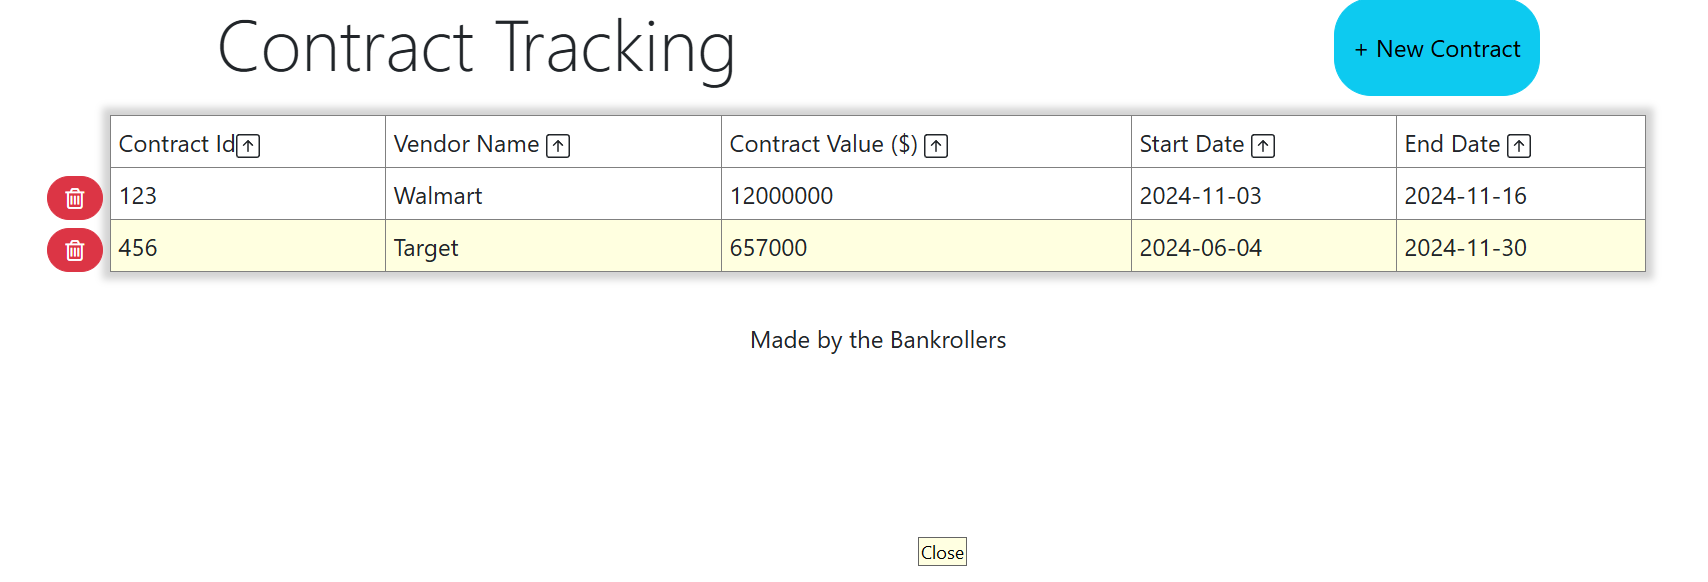 Contract Tracking
+ New Contract
Contract Id Vendor Name Contract Value ($) Start Date End Date
123 Walmart 12000000 2024-11-03 2024-11-16
456 Target 657000 2024-06-04 2024-11-30
Made by the Bankrollers
Close